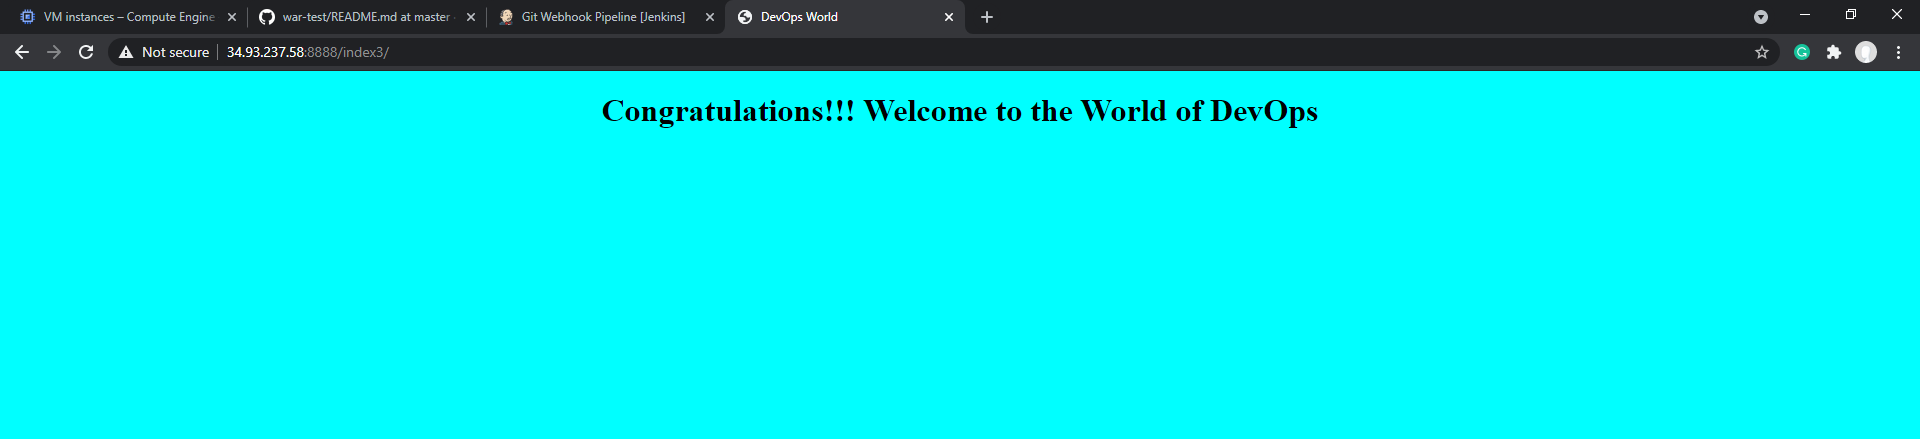 VM instances – Compute Engine
war-test/README.md at master
Git Webhook Pipeline [Jenkins]
DevOps World
Not secure
34.93.237.58:8888/index3/
Congratulations!!! Welcome to the World of DevOps